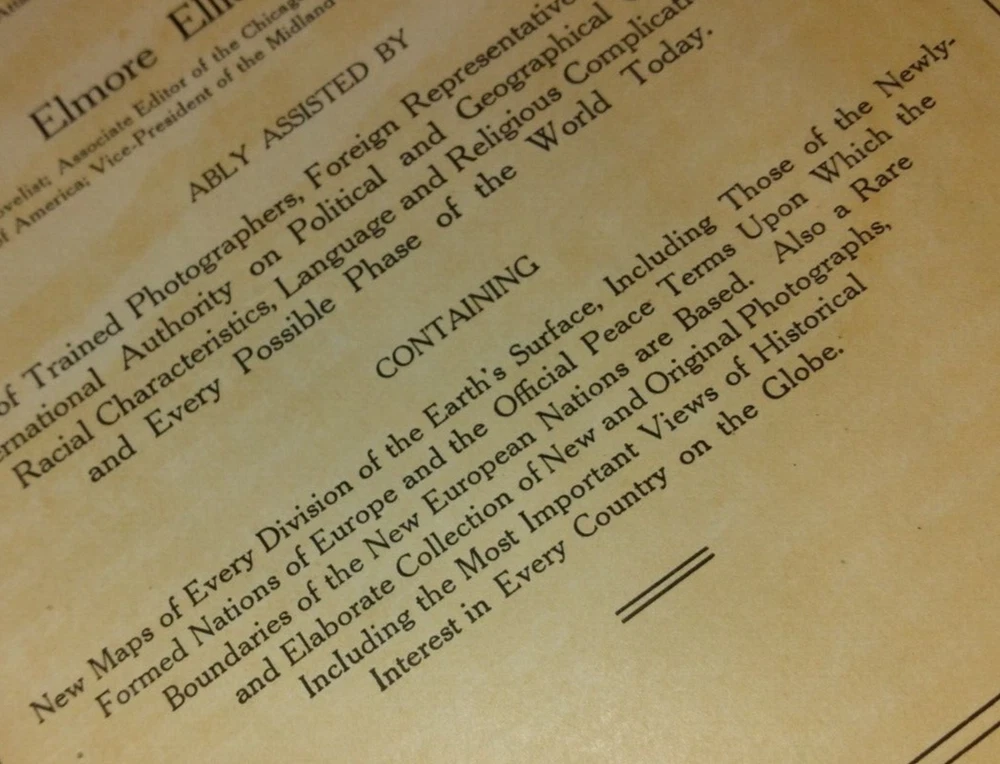 Elmore
Associate Editor of the
of America; Vice-President of the Midland
ABLY ASSISTED BY
of Trained Photographers, Foreign
Authority on Political and Geographical
Racial Characteristics, Language and Religious
and Every Possible Phase of the World Today.
CONTAINING
New Maps of Every Division of the Earth's Surface, Including Those of the Newly-
Formed Nations of Europe and the Official Peace Terms Upon Which the
Boundaries of the New European Nations are Based. Also a Rare
and Elaborate Collection of New and Original Photographs,
Including the Most Important Views of Historical
Interest in Every Country on the Globe.